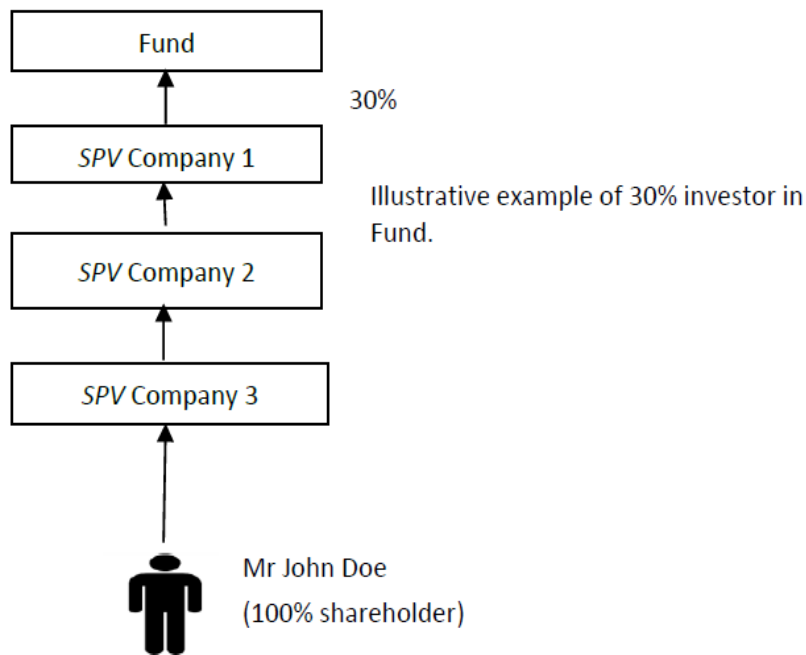 Fund
30%
SPV Company 1
Illustrative example of 30% investor in
Fund.
SPV Company 2
SPV Company 3
Mr John Doe
(100% shareholder)